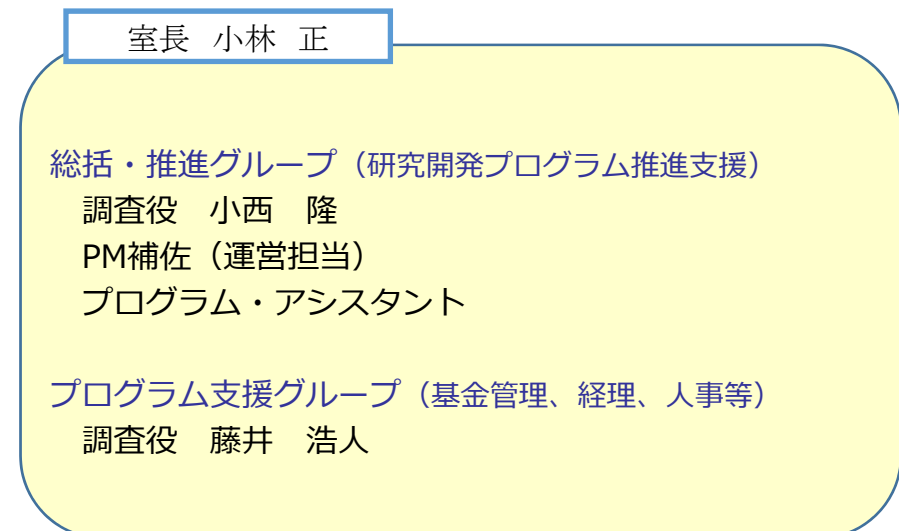 室長 小林 正
総括・推進グループ（研究開発プログラム推進支援）
調査役　小西　隆
PM補佐（運営担当）
プログラム・アシスタント
プログラム支援グループ（基金管理、経理、人事等）
調査役　藤井　浩人